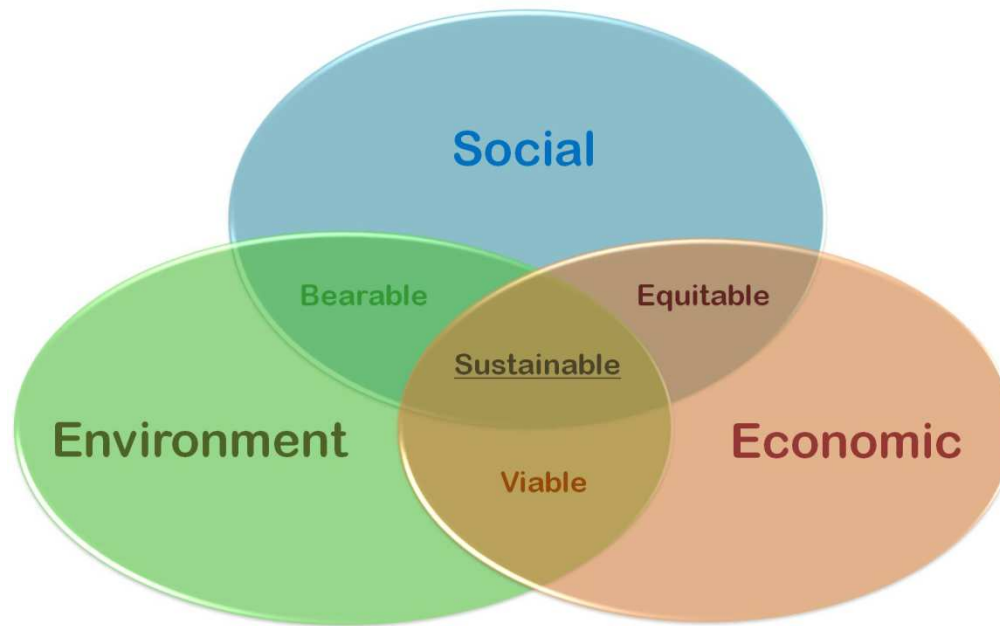 Social
Bearable
Equitable
Sustainable
Environment
Economic
Viable